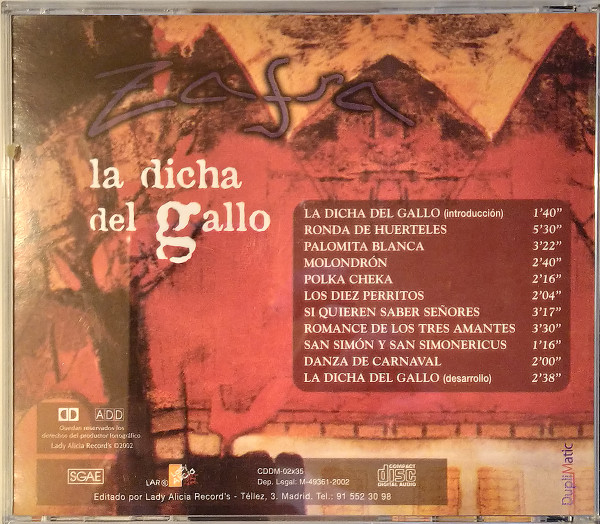 Zafra
la dicha
del gallo
LA DICHA DEL GALLO (introducción) 1'40"
RONDA DE HUERTELES 5'30"
PALOMITA BLANCA 3'22"
MOLONDRÓN 2'40"
POLKA CHEKA 2'16"
LOS DIEZ PERRITOS 2'04"
SI QUIEREN SABER SEÑORES 3'17"
ROMANCE DE LOS TRES AMANTES 3'30"
SAN SIMÓN Y SAN SIMONERICUS 1'16"
DANZA DE CARNAVAL 2'00"
LA DICHA DEL GALLO (desarrollo) 2'38"
ADD
Quedan reservados los
derechos del productor fonográfico
Lady Alicia Record's ©2002
SGAE
LAR®
CDDM-02x35
Dep. Legal: M-49361-2002
COMPACT
disc
DIGITAL AUDIO
Editado por Lady Alicia Record's - Téllez, 3. Madrid. Tel.: 91 552 30 98
DupliMatic